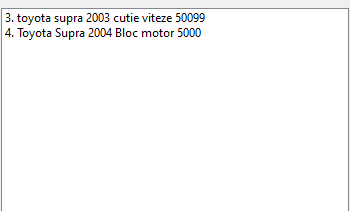 3. toyota supra 2003 cutie viteze 50099
4. Toyota Supra 2004 Bloc motor 5000